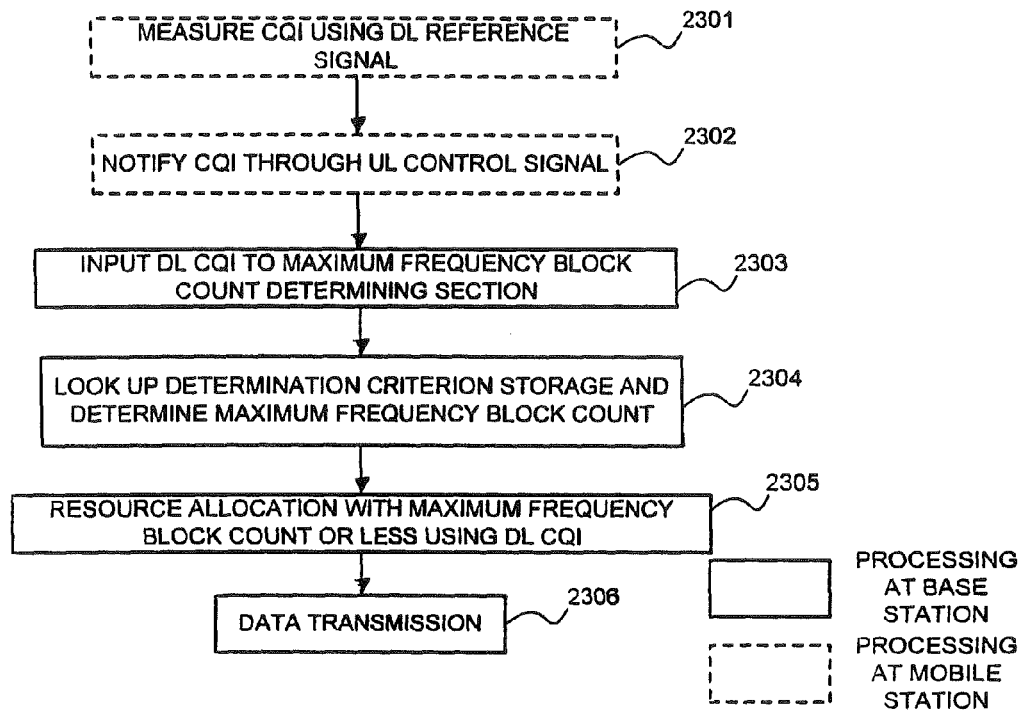 2301
MEASURE CQI USING DL REFERENCE
SIGNAL
2302
NOTIFY CQI THROUGH UL CONTROL SIGNAL
2303
INPUT DL CQI TO MAXIMUM FREQUENCY BLOCK
COUNT DETERMINING SECTION
2304
LOOK UP DETERMINATION CRITERION STORAGE AND
DETERMINE MAXIMUM FREQUENCY BLOCK COUNT
2305
RESOURCE ALLOCATION WITH MAXIMUM FREQUENCY
BLOCK COUNT OR LESS USING DL CQI
2306
DATA TRANSMISSION
PROCESSING
AT BASE
STATION
PROCESSING
AT MOBILE
STATION